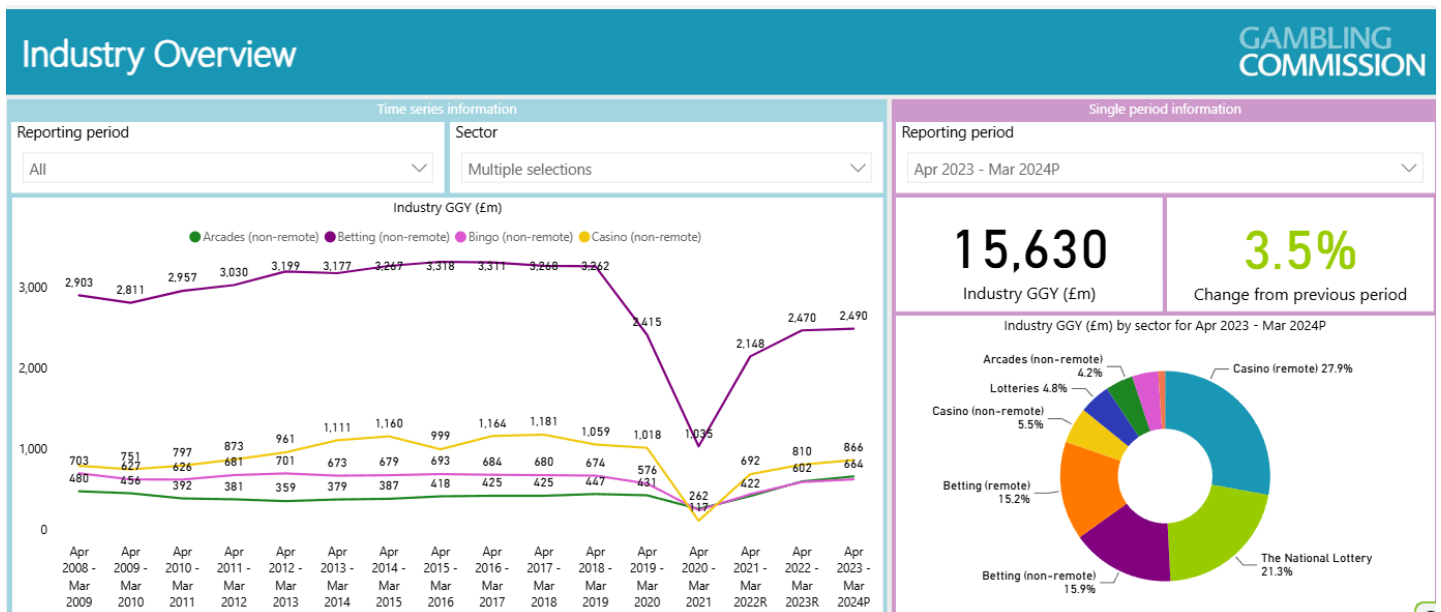 Industry Overview
GAMBLING
COMMISSION
Time series information
Reporting period
Sector
All
Multiple selections
Industry GGY (£m)
Arcades (non-remote) Betting (non-remote) Bingo (non-remote) Casino (non-remote)
3,000
2,000
1,000
0
2,903 2,811 2,957 3,030 3,199 3,177 3,267 3,318 3,311 3,268 3,262 2,415 1,035 2,148 2,470 2,490
751 797 873 961 1,111 1,160 999 1,164 1,181 1,059 1,018 117 692 810 866
703 627 626 681 701 673 679 693 684 680 674 576 262 422 602 664
480 456 392 381 359 379 387 418 425 425 447 431
Apr Apr Apr Apr Apr Apr Apr Apr Apr Apr Apr Apr Apr Apr Apr Apr
2008 - 2009 - 2010 - 2011 - 2012 - 2013 - 2014 - 2015 - 2016 - 2017 - 2018 - 2019 - 2020 - 2021 - 2022 - 2023 -
Mar Mar Mar Mar Mar Mar Mar Mar Mar Mar Mar Mar Mar Mar Mar Mar
2009 2010 2011 2012 2013 2014 2015 2016 2017 2018 2019 2020 2021 2022R 2023R 2024P
Single period information
Reporting period
Apr 2023 - Mar 2024P
15,630
Industry GGY (£m)
3.5%
Change from previous period
Industry GGY (£m) by sector for Apr 2023 - Mar 2024P
Arcades (non-remote)
4.2%
Casino (remote) 27.9%
Lotteries 4.8%
Casino (non-remote)
5.5%
Betting (remote)
15.2%
The National Lottery
21.3%
Betting (non-remote)
15.9%